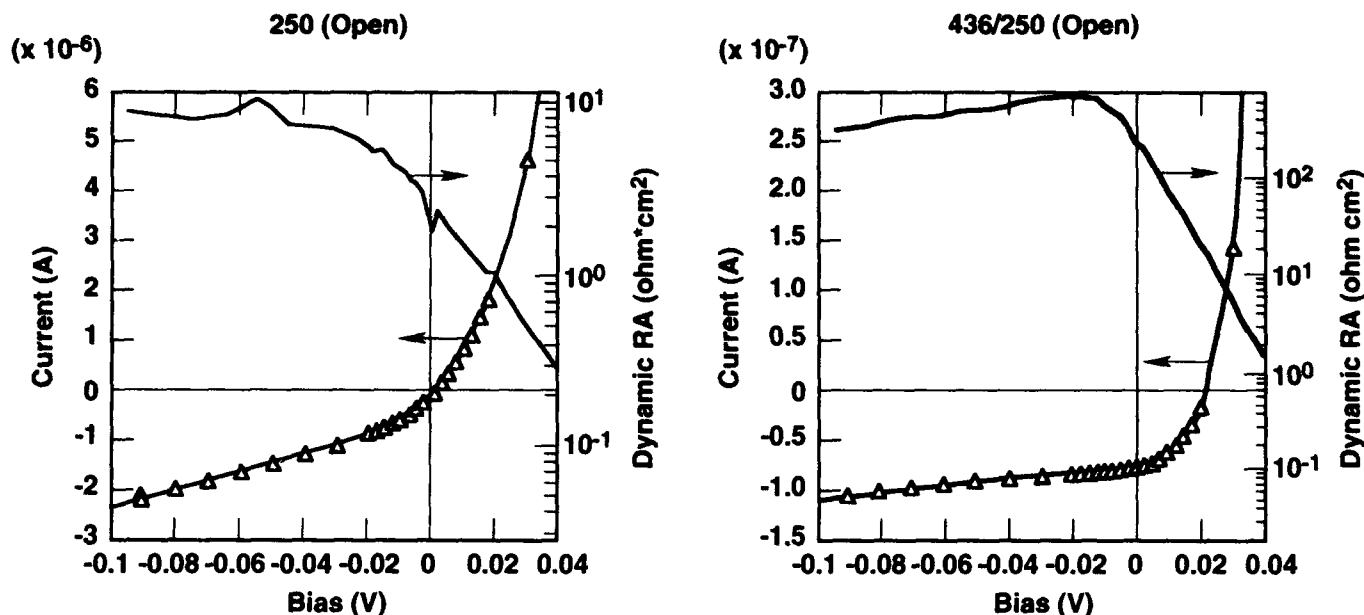 250 (Open)
(x 10⁻⁶)
6
5
4
3
2
1
0
-1
-2
-3
Current (A)
10¹
10⁰
10⁻¹
Dynamic RA (ohm*cm²)
-0.1 -0.08 -0.06 -0.04 -0.02 0 0.02 0.04
Bias (V)
436/250 (Open)
(x 10⁻⁷)
3.0
2.5
2.0
1.5
1.0
0.5
0
-0.5
-1.0
-1.5
Current (A)
10²
10¹
10⁰
10⁻¹
Dynamic RA (ohm cm²)
-0.1 -0.08 -0.06 -0.04 -0.02 0 0.02 0.04
Bias (V)